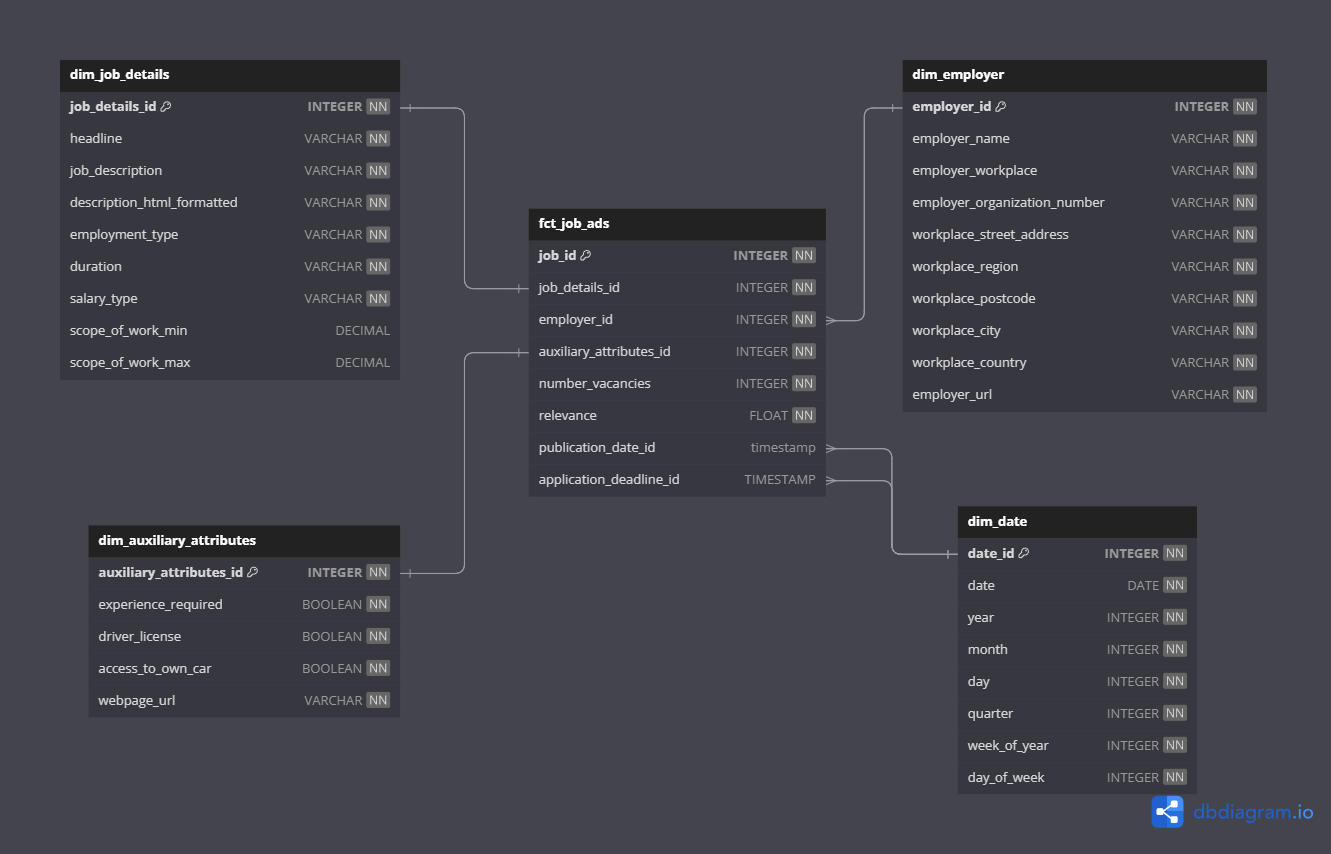 dim_job_details
job_details_id INTEGER NN
headline VARCHAR NN
job_description VARCHAR NN
description_html_formatted VARCHAR NN
employment_type VARCHAR NN
duration VARCHAR NN
salary_type VARCHAR NN
scope_of_work_min DECIMAL
scope_of_work_max DECIMAL
dim_employer
employer_id INTEGER NN
employer_name VARCHAR NN
employer_workplace VARCHAR NN
employer_organization_number VARCHAR NN
workplace_street_address VARCHAR NN
workplace_region VARCHAR NN
workplace_postcode VARCHAR NN
workplace_city VARCHAR NN
workplace_country VARCHAR NN
employer_url VARCHAR NN
fct_job_ads
job_id INTEGER NN
job_details_id INTEGER NN
employer_id INTEGER NN
auxiliary_attributes_id INTEGER NN
number_vacancies INTEGER NN
relevance FLOAT NN
publication_date_id timestamp
application_deadline_id TIMESTAMP
dim_auxiliary_attributes
auxiliary_attributes_id INTEGER NN
experience_required BOOLEAN NN
driver_license BOOLEAN NN
access_to_own_car BOOLEAN NN
webpage_url VARCHAR NN
dim_date
date_id INTEGER NN
date DATE NN
year INTEGER NN
month INTEGER NN
day INTEGER NN
quarter INTEGER NN
week_of_year INTEGER NN
day_of_week INTEGER NN
dbdiagram.io